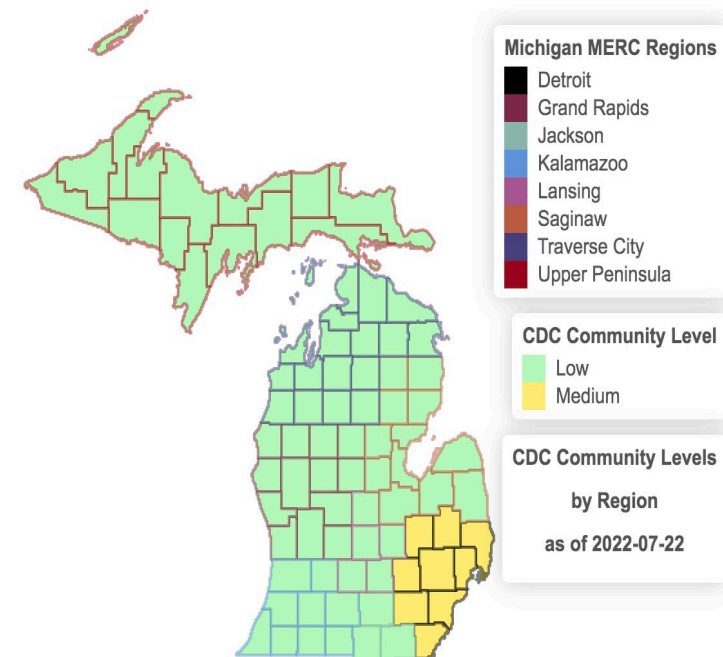 Michigan MERC Regions
Detroit
Grand Rapids
Jackson
Kalamazoo
Lansing
Saginaw
Traverse City
Upper Peninsula
CDC Community Level
Low
Medium
CDC Community Levels
by Region
as of 2022-07-22